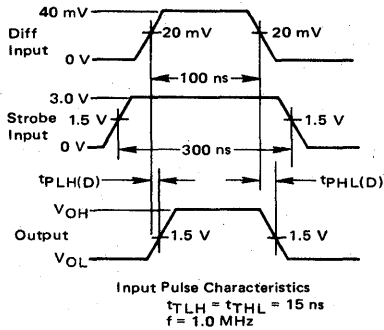 40 mV
Diff Input
20 mV
20 mV
0 V
100 ns
3.0 V
Strobe Input
1.5 V
1.5 V
0 V
300 ns
tPLH(D)
tPHL(D)
VOH
Output
1.5 V
1.5 V
VOL
Input Pulse Characteristics
tTLH = tTHL = 15 ns
f = 1.0 MHz